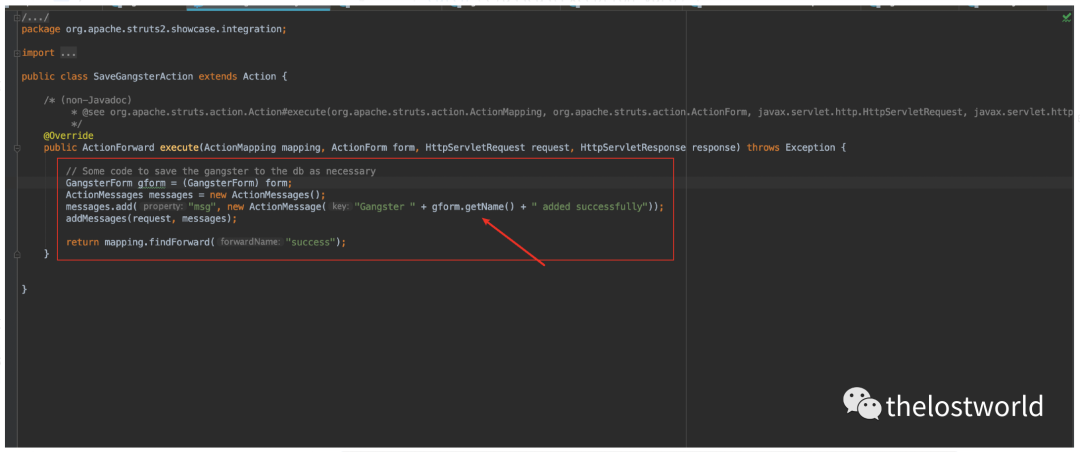 /.../
package org.apache.struts2.showcase.integration;
import ...
public class SaveGangsterAction extends Action {
/* (non-Javadoc)
* @see org.apache.struts.action.Action#execute(org.apache.struts.action.ActionMapping, org.apache.struts.action.ActionForm, javax.servlet.http.HttpServletRequest, javax.servlet.http
*/
@Override
public ActionForward execute(ActionMapping mapping, ActionForm form, HttpServletRequest request, HttpServletResponse response) throws Exception {
// Some code to save the gangster to the db as necessary
GangsterForm gform = (GangsterForm) form;
ActionMessages messages = new ActionMessages();
messages.add( property: "msg", new ActionMessage( key: "Gangster " + gform.getName() + " added successfully"));
addMessages(request, messages);
return mapping.findForward( forwardName: "success");
}
}
thelostworld